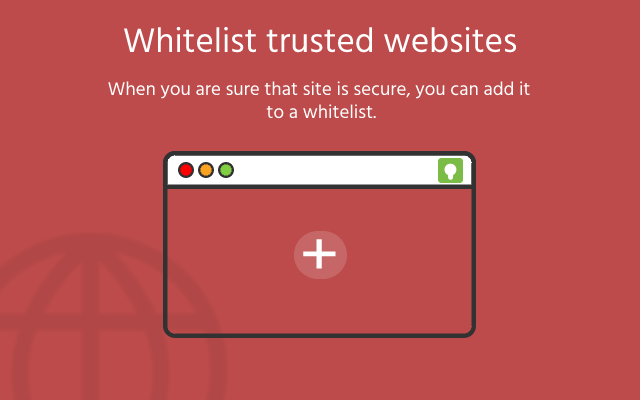 Whitelist trusted websites
When you are sure that site is secure, you can add it
to a whitelist.